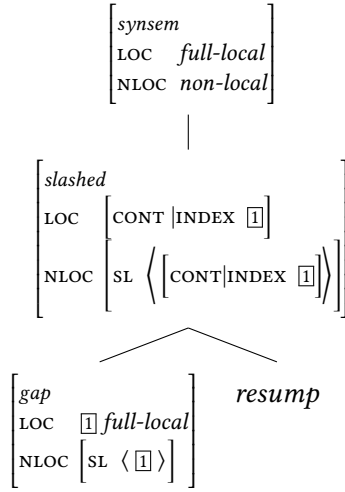 synsem
LOC full-local
NLOC non-local
slashed
LOC [CONT |INDEX 1]
NLOC [SL ⟨[CONT|INDEX 1]⟩]
gap
LOC 1 full-local
NLOC [SL ⟨ 1 ⟩]
resump